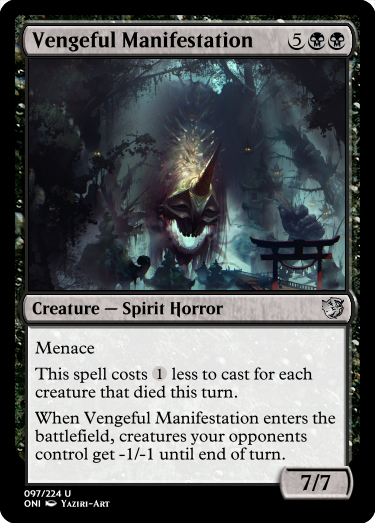 Vengeful Manifestation 5
Creature — Spirit Horror
Menace
This spell costs 1 less to cast for each
creature that died this turn.
When Vengeful Manifestation enters the
battlefield, creatures your opponents
control get -1/-1 until end of turn.
7/7
097/224 U
ONI Yaziri-Art